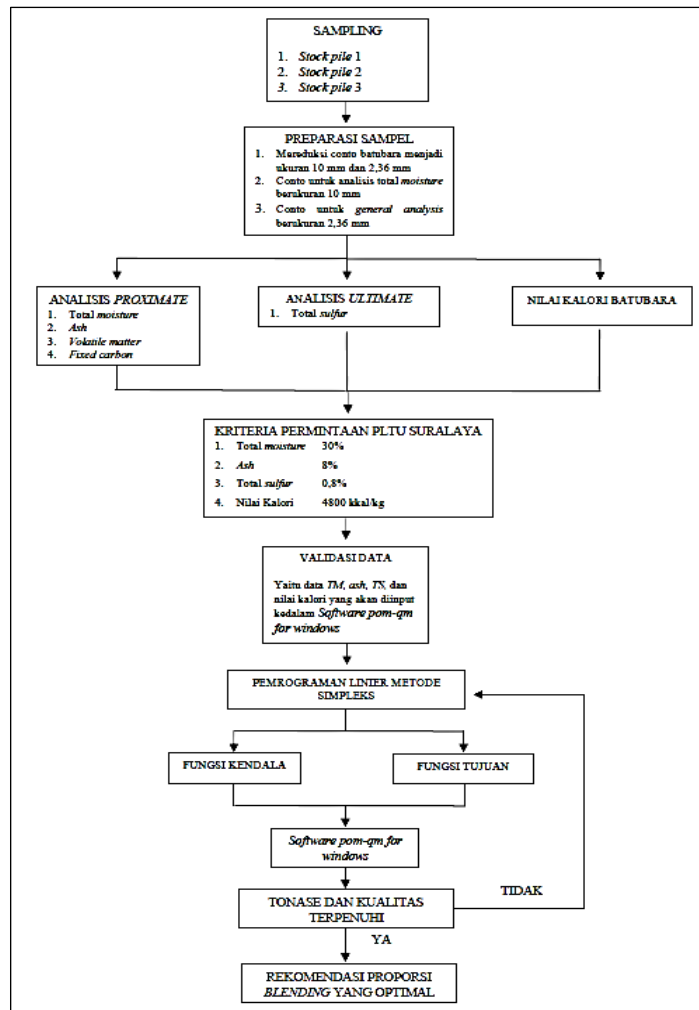 SAMPLING
1. Stock pile 1
2. Stock pile 2
3. Stock pile 3
PREPARASI SAMPEL
1. Mereduksi conto batubara menjadi
ukuran 10 mm dan 2,36 mm
2. Conto untuk analisis total moisture
berukuran 10 mm
3. Conto untuk general analysis
berukuran 2,36 mm
ANALISIS PROXIMATE
1. Total moisture
2. Ash
3. Volatile matter
4. Fixed carbon
ANALISIS ULTIMATE
1. Total sulfur
NILAI KALORI BATUBARA
KRITERIA PERMINTAAN PLTU SURALAYA
1. Total moisture 30%
2. Ash 8%
3. Total sulfur 0,8%
4. Nilai Kalori 4800 kkal/kg
VALIDASI DATA
Yaitu data TM, ash, TS, dan
nilai kalori yang akan diinput
kedalam Software pom-qm
for windows
PEMROGRAMAN LINIER METODE
SIMPLEKS
FUNGSI KENDALA
FUNGSI TUJUAN
Software pom-qm for
windows
TONASE DAN KUALITAS
TERPENUHI
TIDAK
YA
REKOMENDASI PROPORSI
BLENDING YANG OPTIMAL